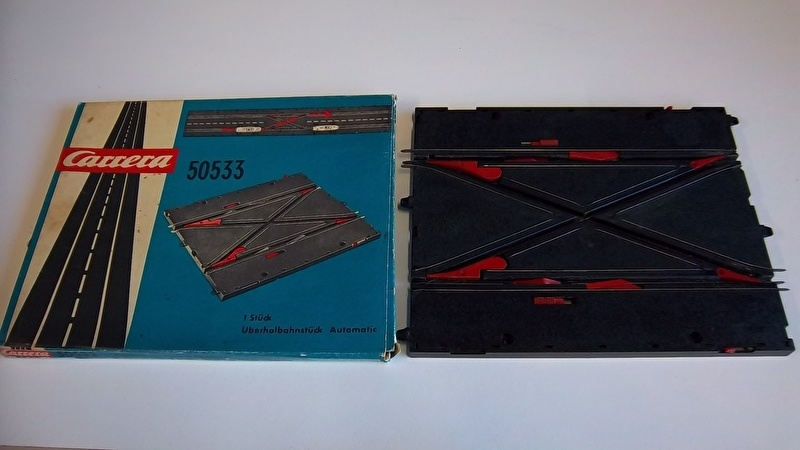 Carrera
50533
1 Stück
Überholbahnstück Automatic
Carrera